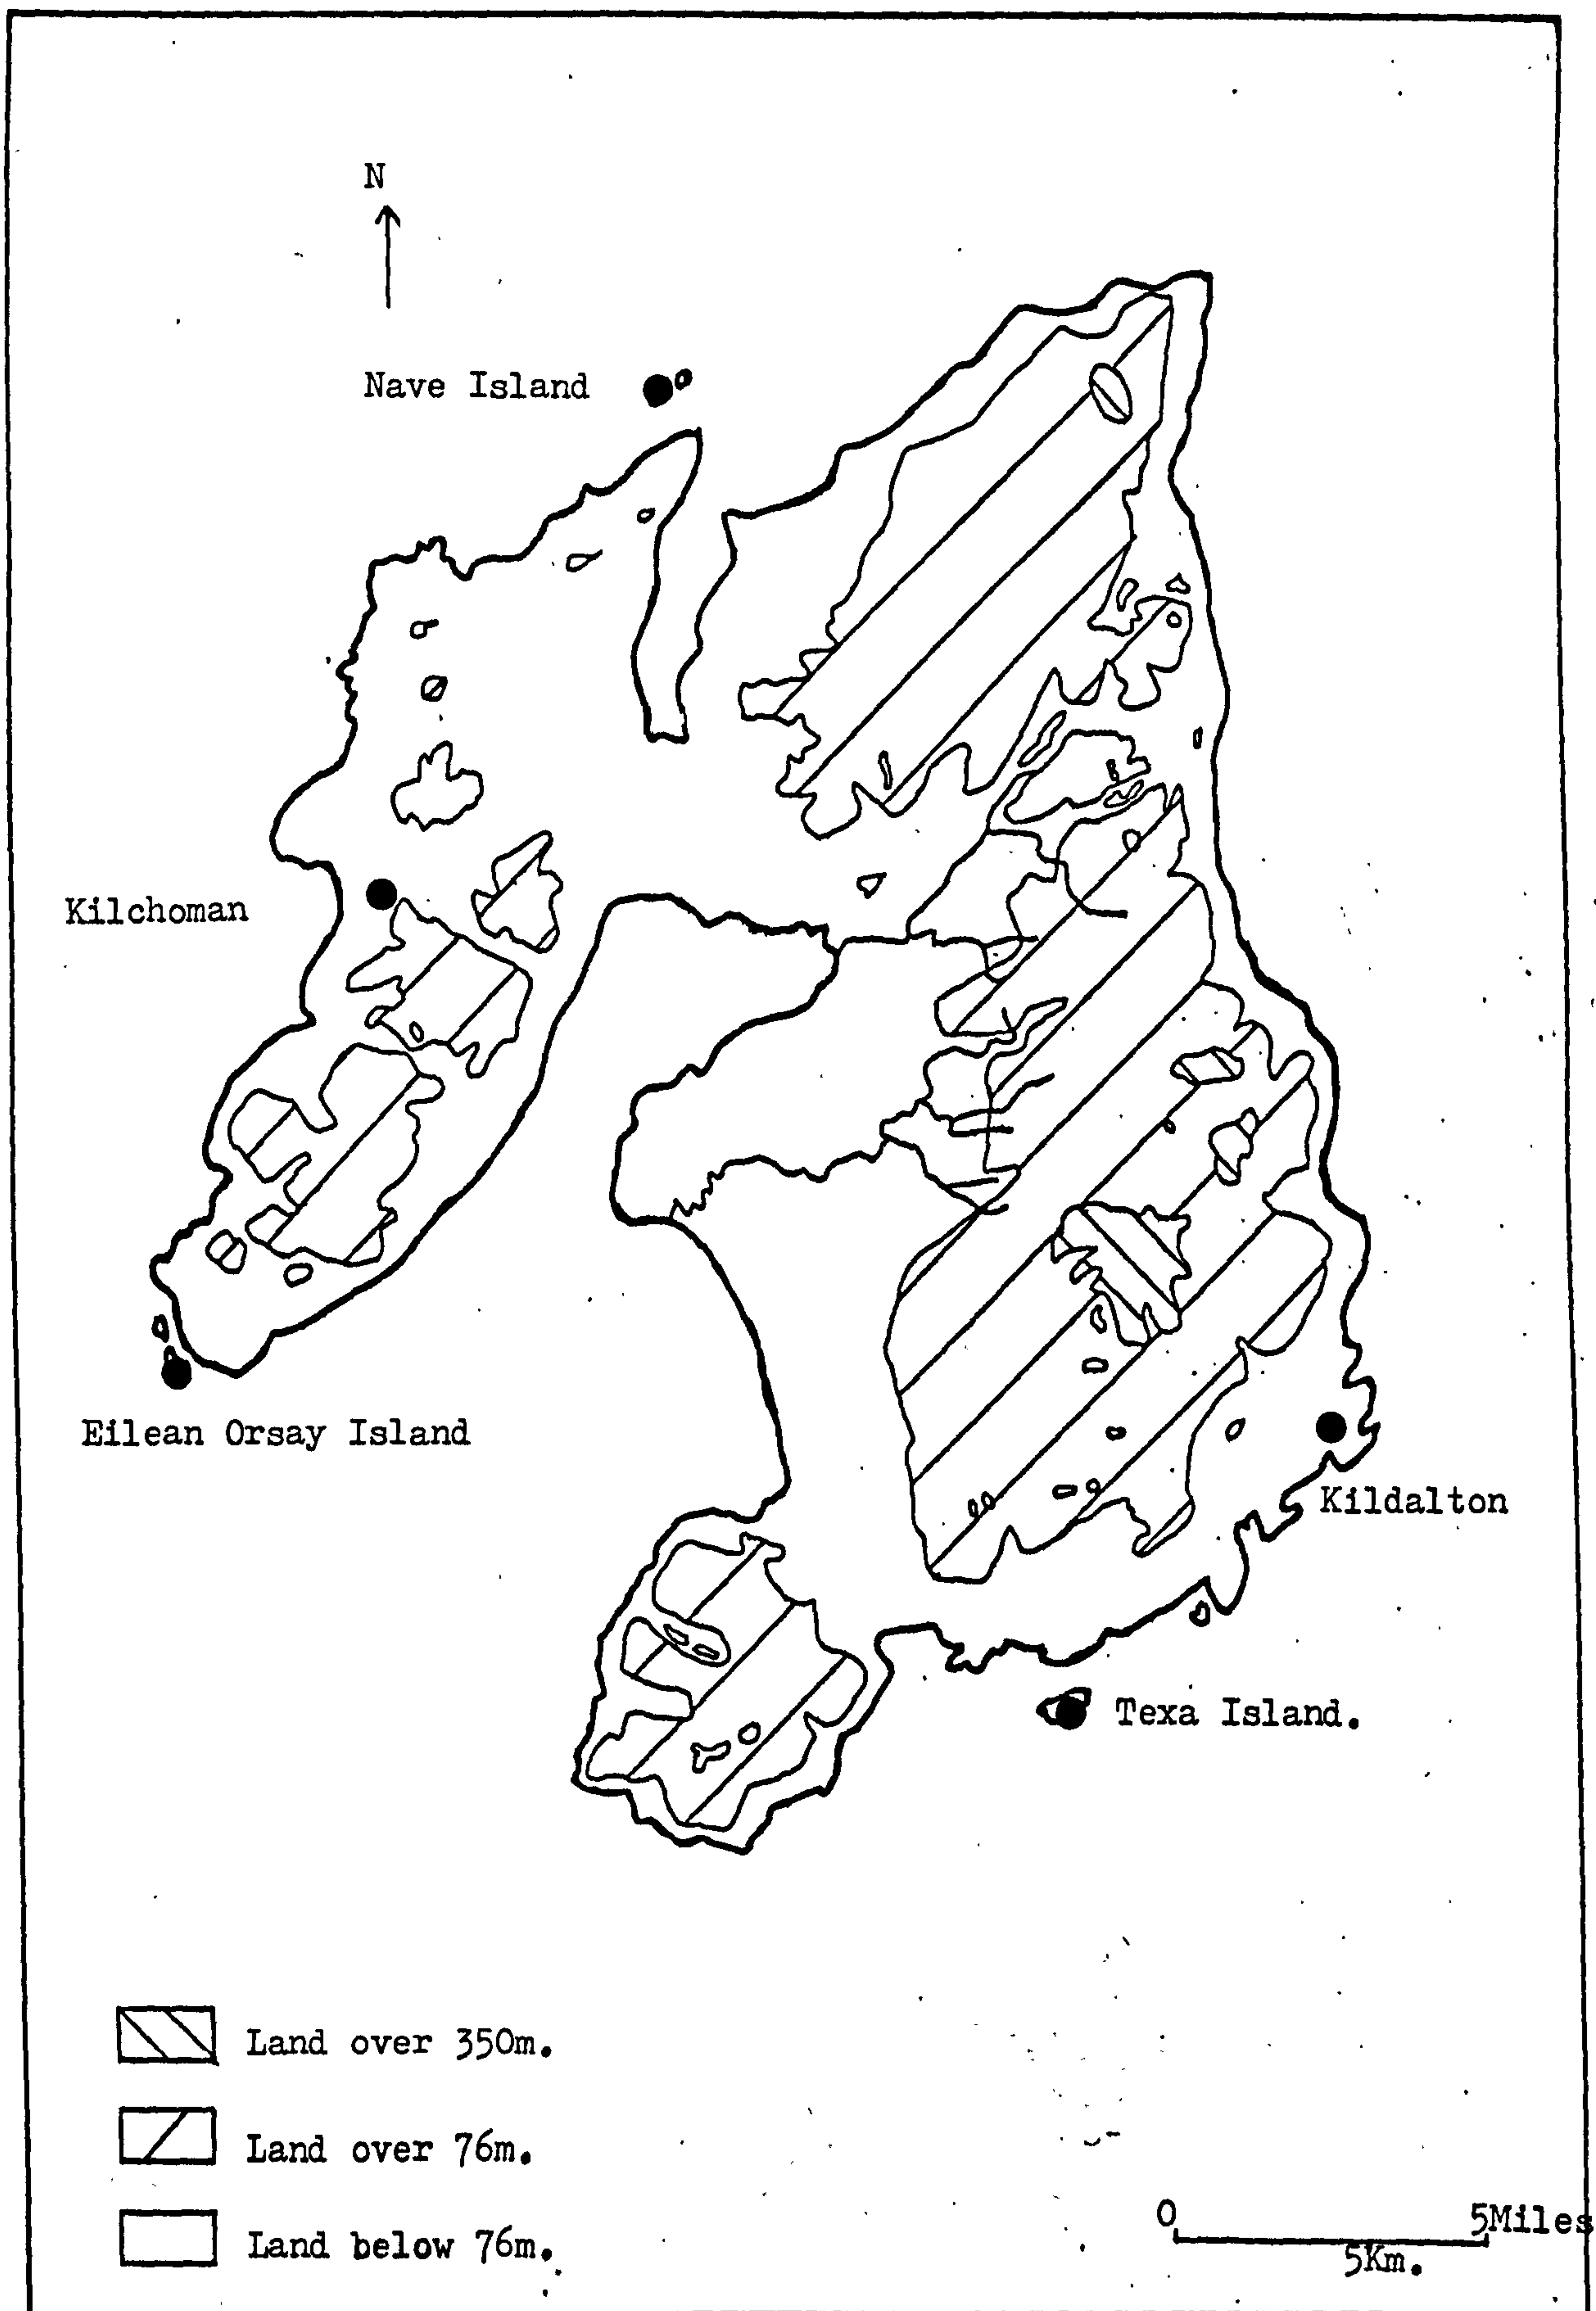 N
Nave Island
Kilchoman
Eilean Orsay Island
Kildalton
Texa Island.
Land over 350m.
Land over 76m.
Land below 76m.
0 5Miles
5Km.